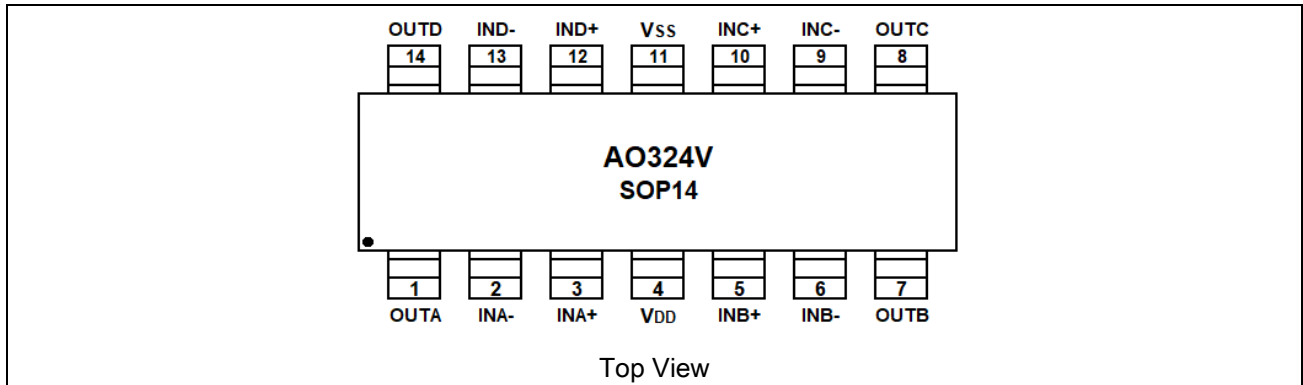 OUTD IND- IND+ VSS INC+ INC- OUTC
14 13 12 11 10 9 8
AO324V
SOP14
1 2 3 4 5 6 7
OUTA INA- INA+ VDD INB+ INB- OUTB
Top View